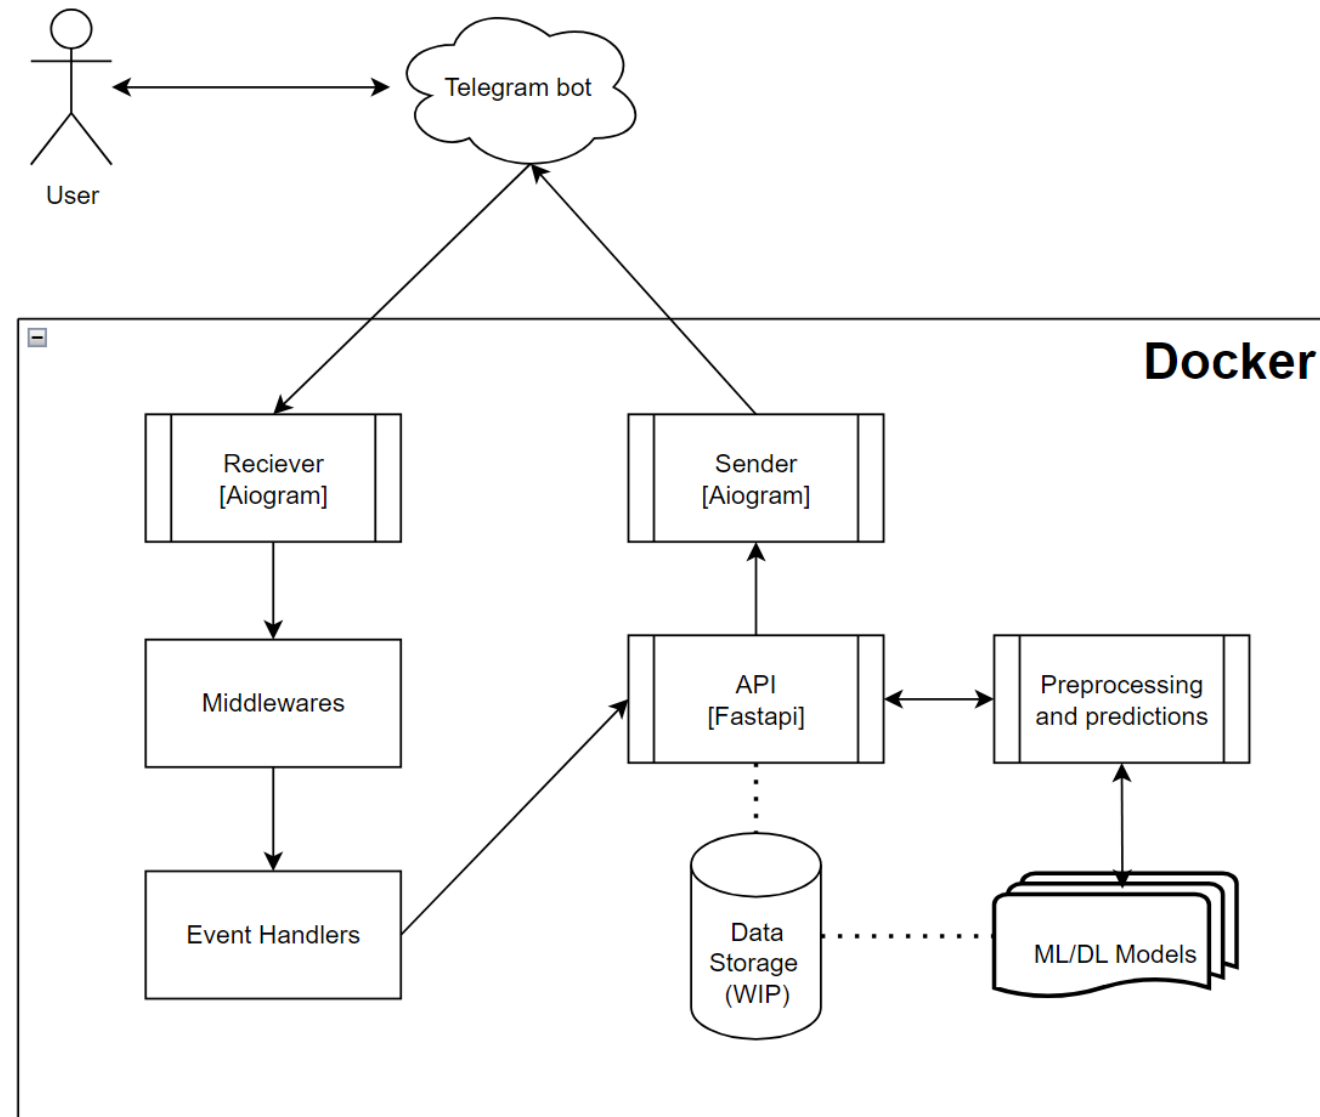 Telegram bot
User
Docker
Reciever
[Aiogram]
Sender
[Aiogram]
Middlewares
API
[Fastapi]
Preprocessing
and predictions
Event Handlers
Data
Storage
(WIP)
ML/DL Models